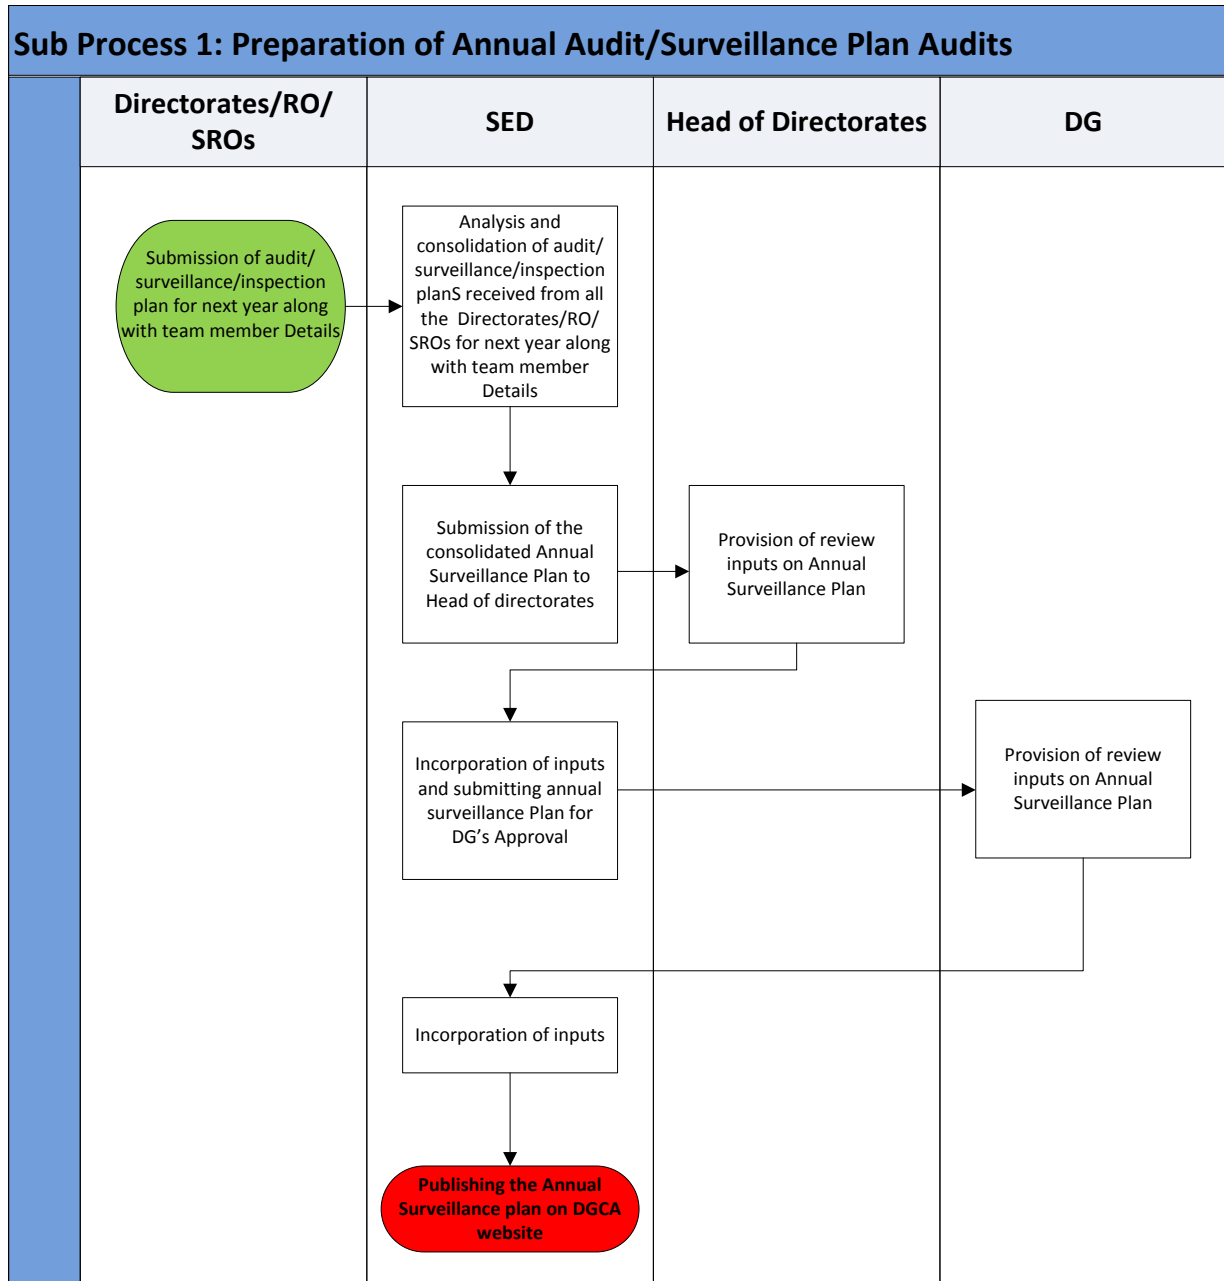 Sub Process 1: Preparation of Annual Audit/Surveillance Plan Audits
Directorates/RO/
SROs
SED
Head of Directorates
DG
Submission of audit/
surveillance/inspection
plan for next year along
with team member Details
Analysis and
consolidation of audit/
surveillance/inspection
planS received from all
the Directorates/RO/
SROs for next year along
with team member
Details
Submission of the
consolidated Annual
Surveillance Plan to
Head of directorates
Provision of review
inputs on Annual
Surveillance Plan
Incorporation of inputs
and submitting annual
surveillance Plan for
DG’s Approval
Provision of review
inputs on Annual
Surveillance Plan
Incorporation of inputs
Publishing the Annual
Surveillance plan on DGCA
website